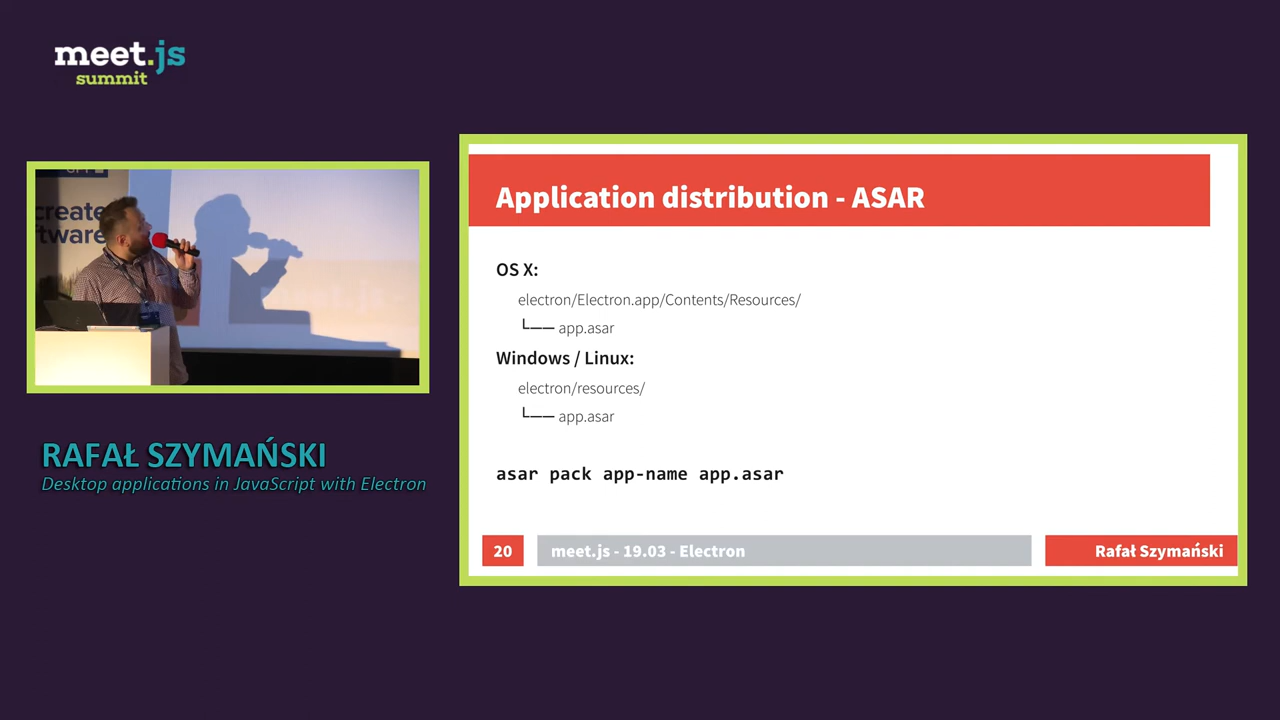 meet.js
summit
create
ftware
RAFAŁ SZYMAŃSKI
Desktop applications in JavaScript with Electron
Application distribution - ASAR
OS X:
electron/Electron.app/Contents/Resources/
└── app.asar
Windows / Linux:
electron/resources/
└── app.asar
asar pack app-name app.asar
20
meet.js - 19.03 - Electron
Rafał Szymański